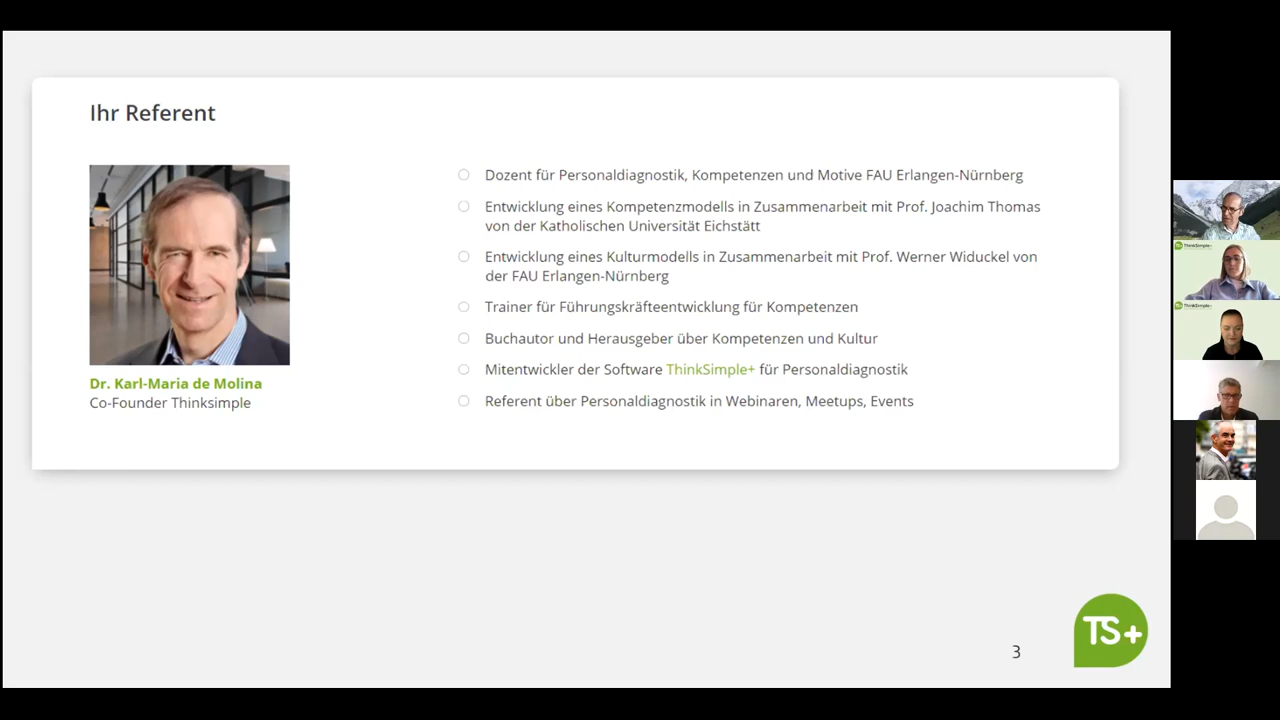 Ihr Referent
Dozent für Personaldiagnostik, Kompetenzen und Motive FAU Erlangen-Nürnberg
Entwicklung eines Kompetenzmodells in Zusammenarbeit mit Prof. Joachim Thomas
von der Katholischen Universität Eichstätt
Entwicklung eines Kulturmodells in Zusammenarbeit mit Prof. Werner Widuckel von
der FAU Erlangen-Nürnberg
Trainer für Führungskräfteentwicklung für Kompetenzen
Buchautor und Herausgeber über Kompetenzen und Kultur
Mitentwickler der Software ThinkSimple+ für Personaldiagnostik
Referent über Personaldiagnostik in Webinaren, Meetups, Events
Dr. Karl-Maria de Molina
Co-Founder Thinksimple
3
TS+
ThinkSimple+
ThinkSimple+